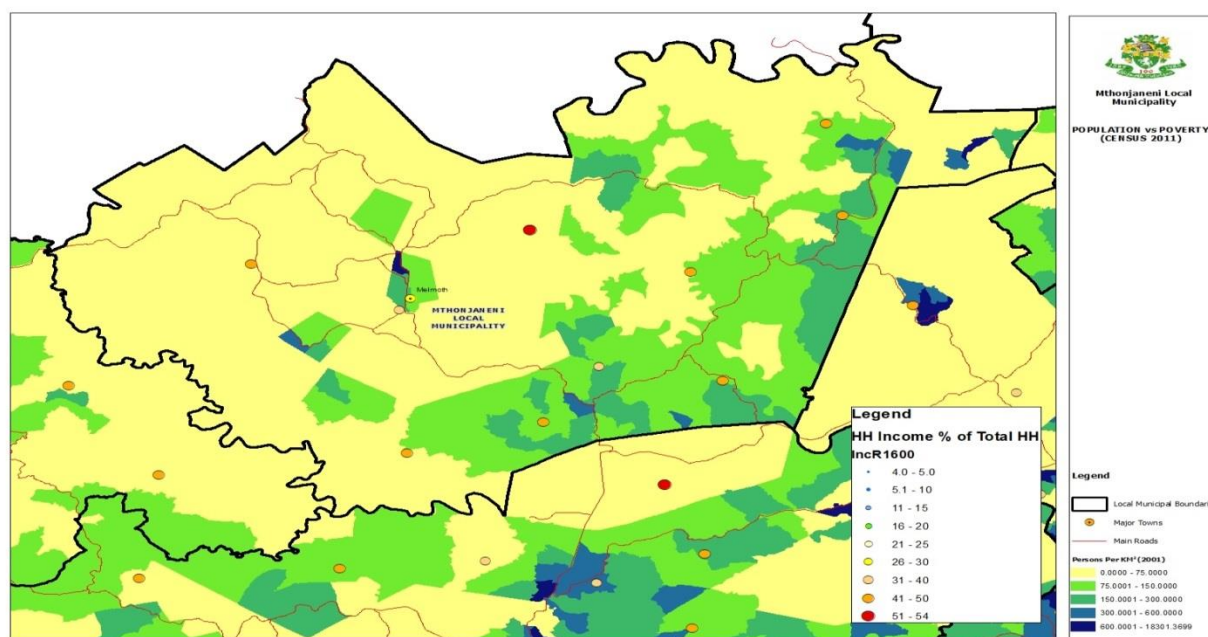 Melmoth
MTHONJANENI
LOCAL
MUNICIPALITY
Legend
HH Income % of Total HH
IncR1600
4.0 - 5.0
5.1 - 10
11 - 15
16 - 20
21 - 25
26 - 30
31 - 40
41 - 50
51 - 54
Mthonjaneni Local
Municipality
POPULATION vs POVERTY
(CENSUS 2011)
Legend
Local Municipal Boundari
Major Towns
Main Roads
Persons Per KM² (2001)
0.0000 - 75.0000
75.0001 - 150.0000
150.0001 - 300.0000
300.0001 - 600.0000
600.0001 - 18301.3699